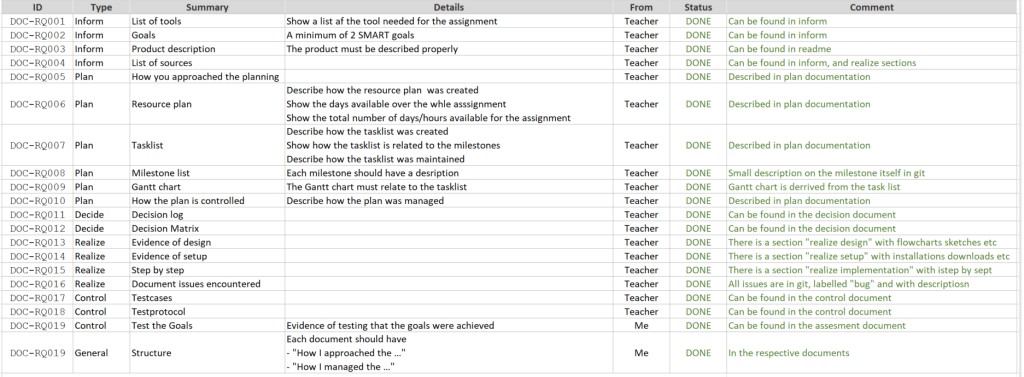 ID Type Summary Details From Status Comment
DOC-RQ001 Inform List of tools Show a list af the tool needed for the assignment Teacher DONE Can be found in inform
DOC-RQ002 Inform Goals A minimum of 2 SMART goals Teacher DONE Can be found in inform
DOC-RQ003 Inform Product description The product must be described properly Teacher DONE Can be found in readme
DOC-RQ004 Inform List of sources Teacher DONE Can be found in inform, and realize sections
DOC-RQ005 Plan How you approached the planning Teacher DONE Described in plan documentation
Describe how the resource plan was created
DOC-RQ006 Plan Resource plan Show the days available over the whle asssignment Teacher DONE Described in plan documentation
Show the total number of days/hours available for the assignment
Describe how the tasklist was created
DOC-RQ007 Plan Tasklist Show how the tasklist is related to the milestones Teacher DONE Described in plan documentation
Describe how the tasklist was maintained
DOC-RQ008 Plan Milestone list Each milestone should have a desription Teacher DONE Small description on the milestone itself in git
DOC-RQ009 Plan Gantt chart The Gantt chart must relate to the tasklist Teacher DONE Gantt chart is derrived from the task list
DOC-RQ010 Plan How the plan is controlled Describe how the plan was managed Teacher DONE Described in plan documentation
DOC-RQ011 Decide Decision log Teacher DONE Can be found in the decision document
DOC-RQ012 Decide Decision Matrix Teacher DONE Can be found in the decision document
DOC-RQ013 Realize Evidence of design Teacher DONE There is a section "realize design" with flowcharts sketches etc
DOC-RQ014 Realize Evidence of setup Teacher DONE There is a section "realize setup" with installations downloads etc
DOC-RQ015 Realize Step by step Teacher DONE There is a section "realize implementation" with istep by sept
DOC-RQ016 Realize Document issues encountered Teacher DONE All issues are in git, labelled "bug" and with descriptiosn
DOC-RQ017 Control Testcases Teacher DONE Can be found in the control document
DOC-RQ018 Control Testprotocol Teacher DONE Can be found in the control document
DOC-RQ019 Control Test the Goals Evidence of testing that the goals were achieved Me DONE Can be found in the assesment document
Each document should have
DOC-RQ019 General Structure - "How I approached the ..." Me DONE In the respective documents
- "How I managed the ..."